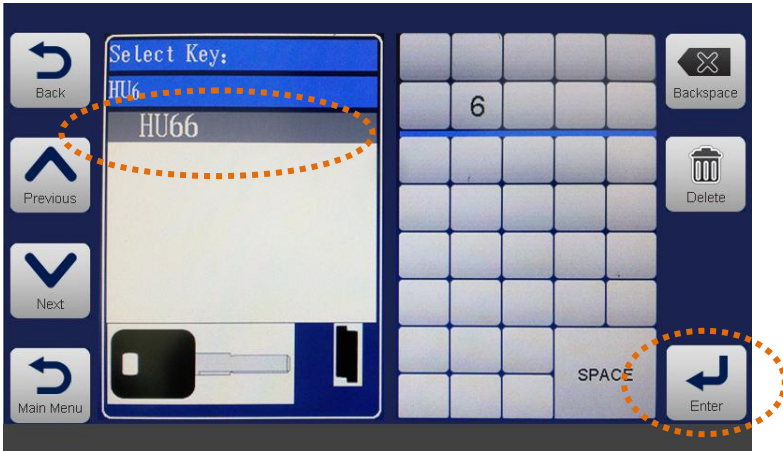 Back
Previous
Next
Main Menu
Select Key:
HU6
HU66
6
SPACE
Backspace
Delete
Enter